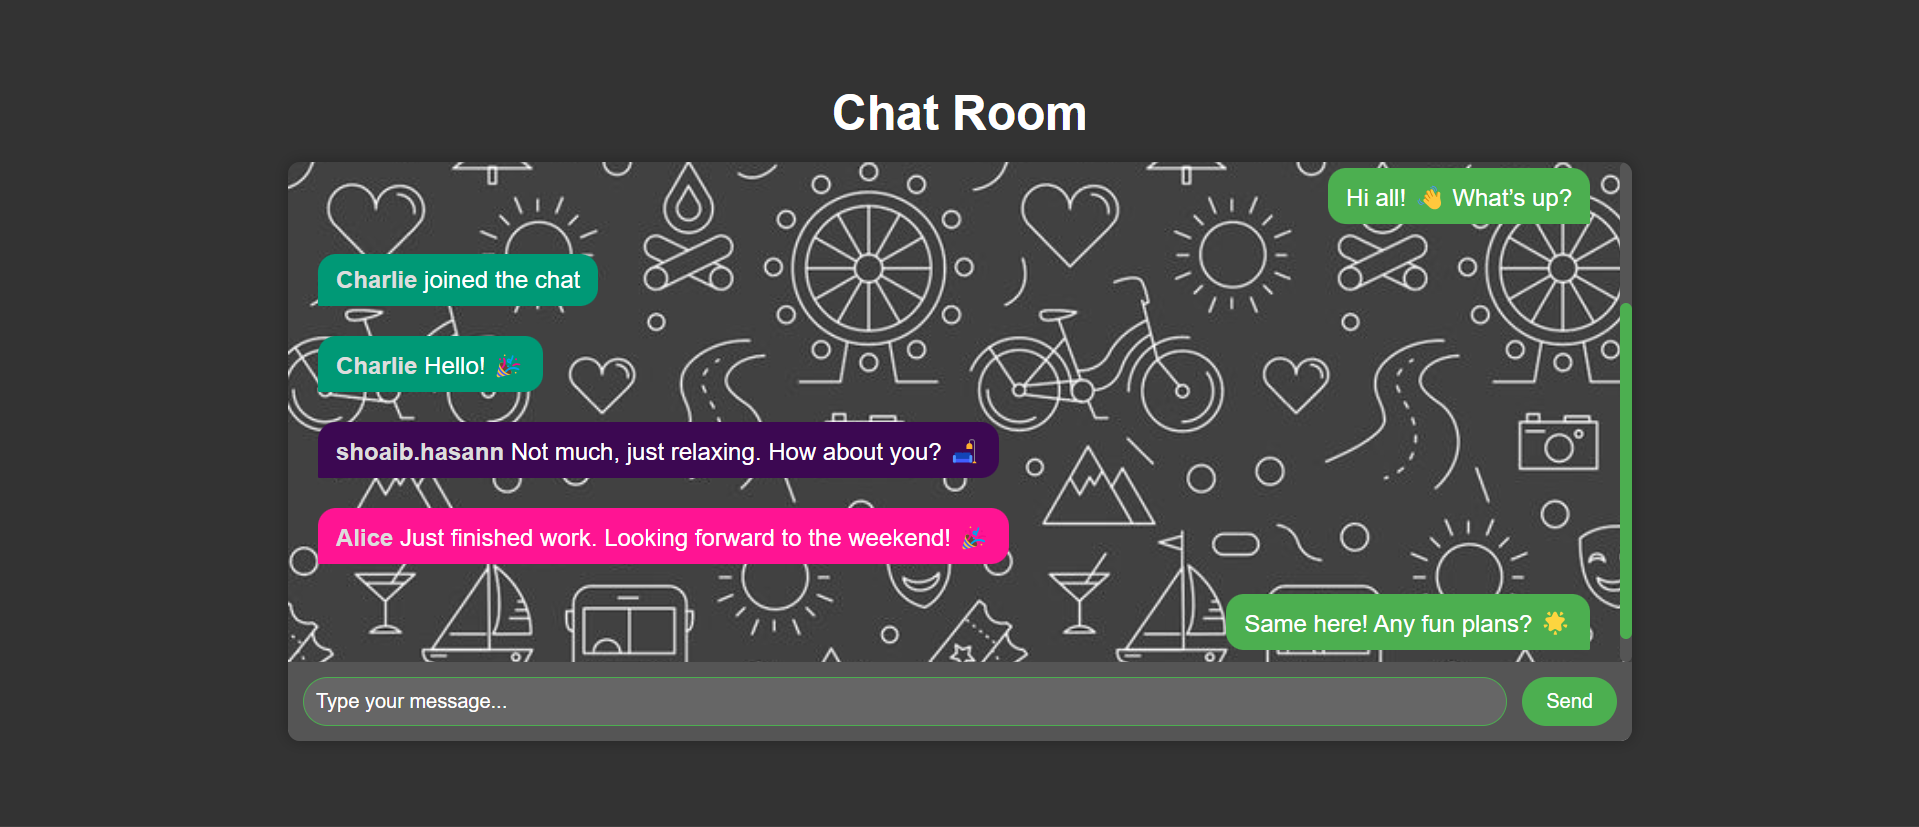 Chat Room
Hi all! 👋 What's up?
Charlie joined the chat
Charlie Hello! 🎉
shoaib.hasann Not much, just relaxing. How about you? 🛋️
Alice Just finished work. Looking forward to the weekend! 🎉
Same here! Any fun plans? 🌟
Type your message...
Send